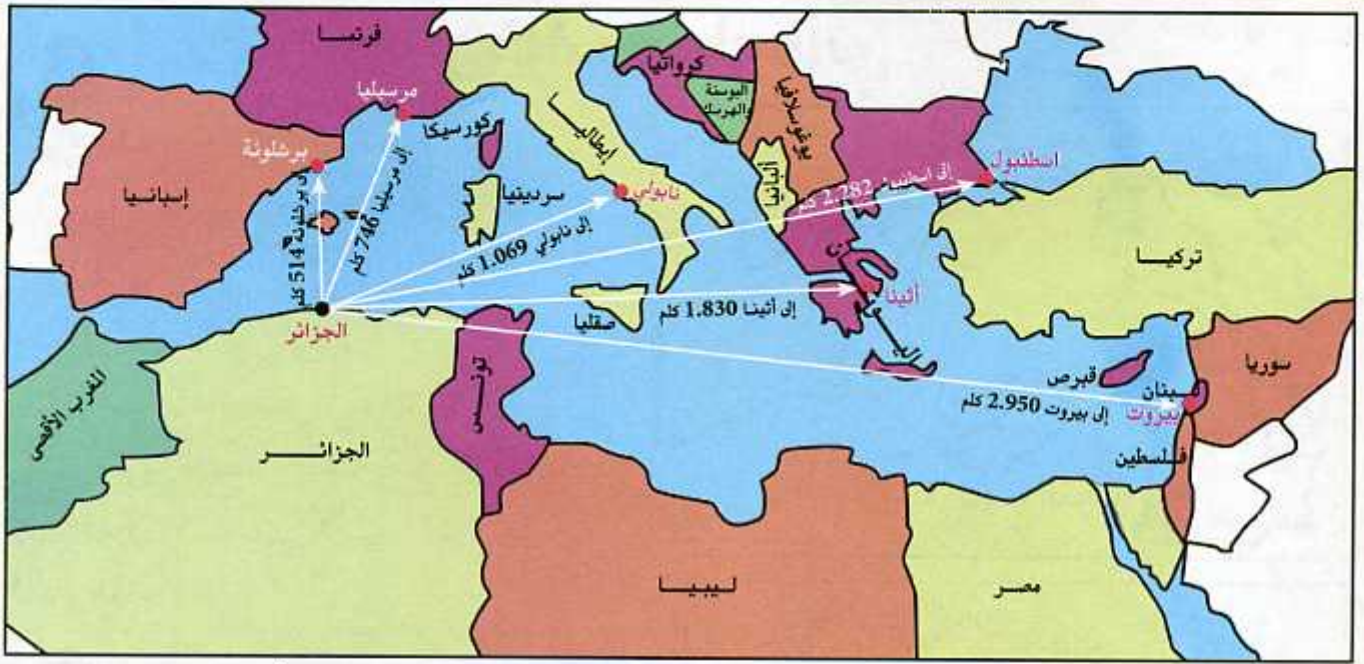 فرنسا
كرواتيا
البوسنة
والهرسك
يوغوسلافيا
مرسيليا
كورسيكا
إيطاليا
ألبانيا
برشلونة
إسبانيا
سردينيا
نابولي
اسطنبول
إلى اسطنبول 2.282 كلم
إلى برشلونة 514 كلم
إلى مرسيليا 746 كلم
إلى نابولي 1.069 كلم
تركيا
أثينا
إلى أثينا 1.830 كلم
صقليا
الجزائر
المغرب الأقصى
تونس
قبرص
سوريا
لبنان
بيروت
إلى بيروت 2.950 كلم
فلسطين
الجزائر
ليبيا
مصر